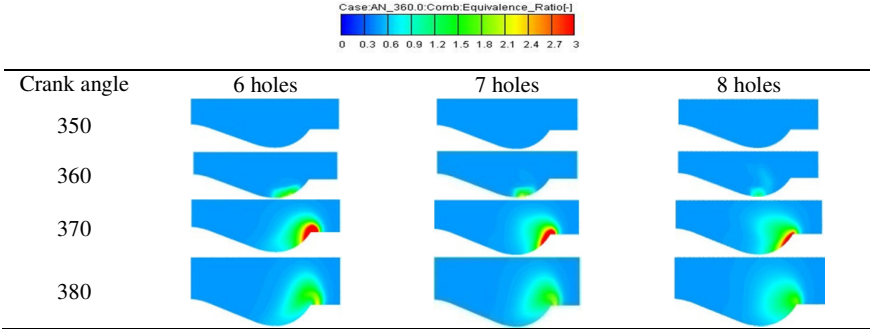 Case:AN_360.0:Comb:Equivalence_Ratio[-]
0 0.3 0.6 0.9 1.2 1.5 1.8 2.1 2.4 2.7 3
Crank angle 6 holes 7 holes 8 holes
350
360
370
380